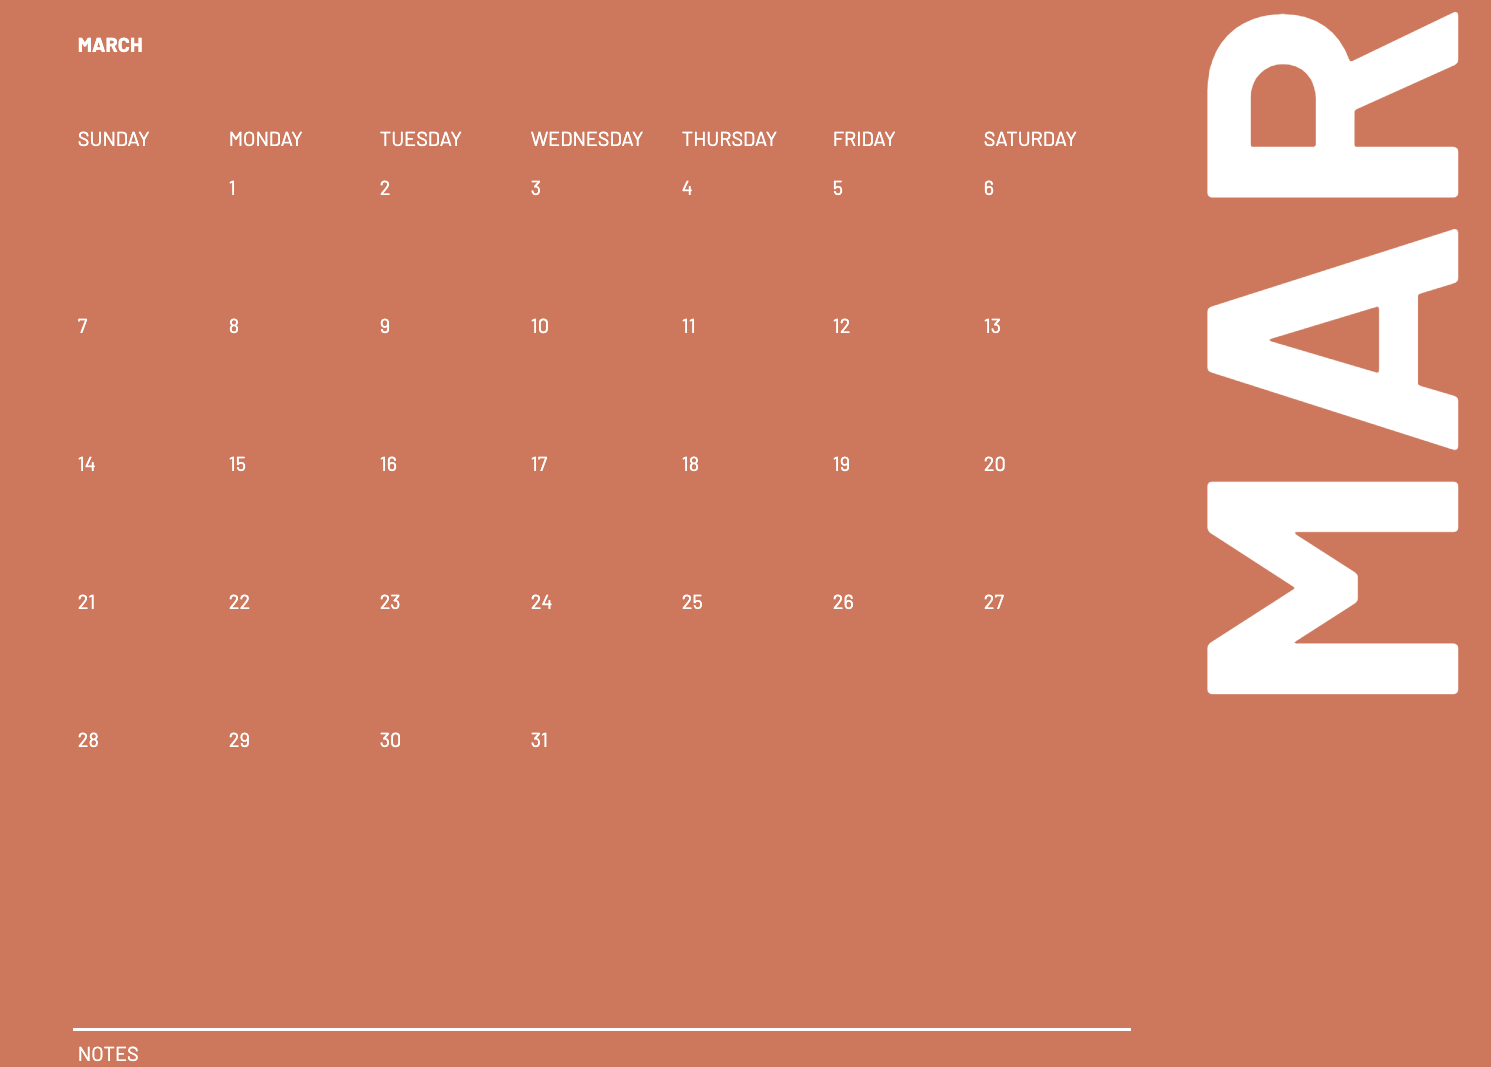 MARCH
SUNDAY MONDAY TUESDAY WEDNESDAY THURSDAY FRIDAY SATURDAY
1 2 3 4 5 6
7 8 9 10 11 12 13
14 15 16 17 18 19 20
21 22 23 24 25 26 27
28 29 30 31
NOTES
MAR